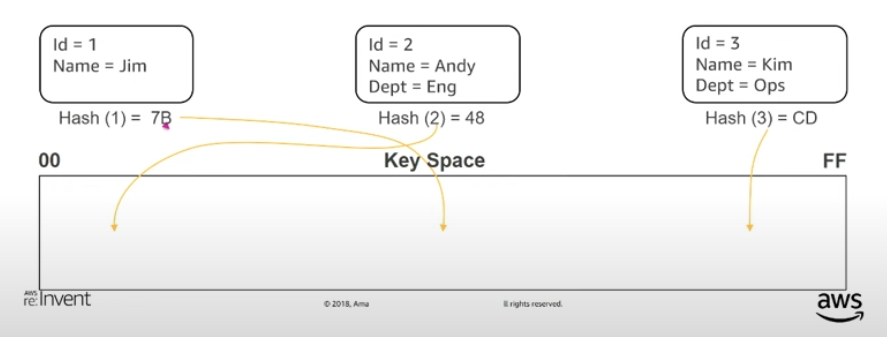 Id = 1
Name = Jim
Id = 2
Name = Andy
Dept = Eng
Id = 3
Name = Kim
Dept = Ops
Hash (1) = 7B
Hash (2) = 48
Hash (3) = CD
00
Key Space
FF
AWS
re:Invent
© 2018, Ama
ll rights reserved.
aws